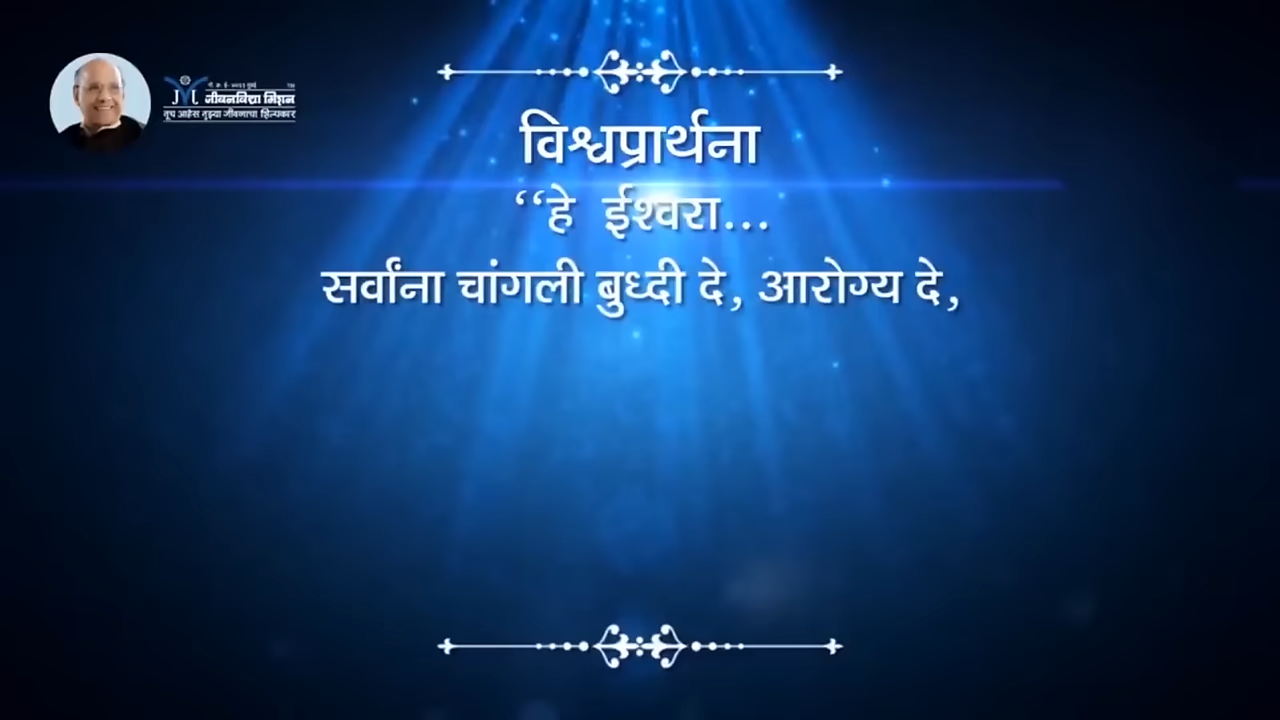 जीवनविद्या मिशन
तूच आहेस तुझ्या जीवनाचा शिल्पकार
विश्वप्रार्थना
“हे ईश्वरा...
सर्वांना चांगली बुध्दी दे, आरोग्य दे,